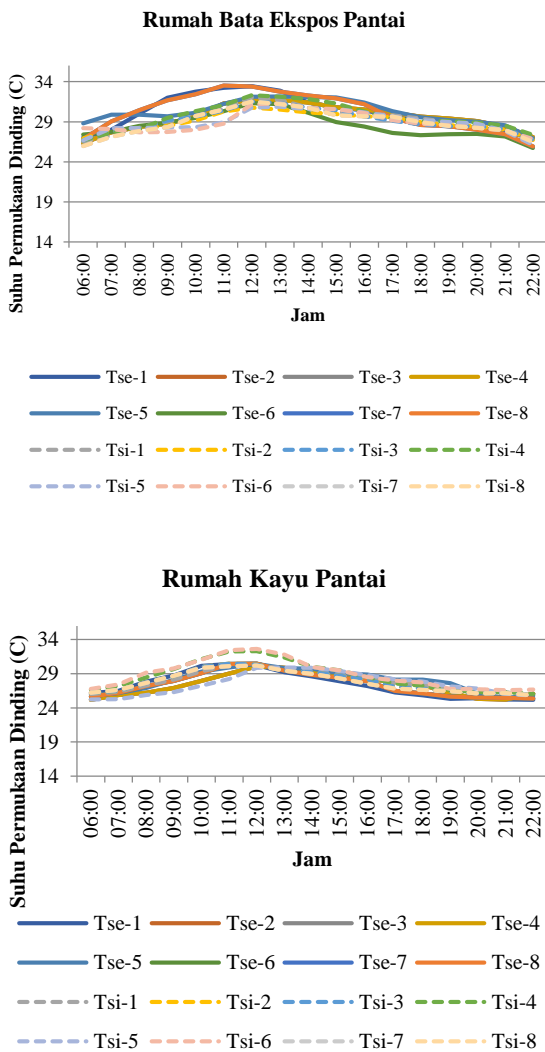 Rumah Bata Ekspos Pantai
Suhu Permukaan Dinding (C)
34
29
24
19
14
06:00 07:00 08:00 09:00 10:00 11:00 12:00 13:00 14:00 15:00 16:00 17:00 18:00 19:00 20:00 21:00 22:00
Jam
Tse-1 Tse-2 Tse-3 Tse-4
Tse-5 Tse-6 Tse-7 Tse-8
Tsi-1 Tsi-2 Tsi-3 Tsi-4
Tsi-5 Tsi-6 Tsi-7 Tsi-8
Rumah Kayu Pantai
Suhu Permukaan Dinding (C)
34
29
24
19
14
06:00 07:00 08:00 09:00 10:00 11:00 12:00 13:00 14:00 15:00 16:00 17:00 18:00 19:00 20:00 21:00 22:00
Jam
Tse-1 Tse-2 Tse-3 Tse-4
Tse-5 Tse-6 Tse-7 Tse-8
Tsi-1 Tsi-2 Tsi-3 Tsi-4
Tsi-5 Tsi-6 Tsi-7 Tsi-8